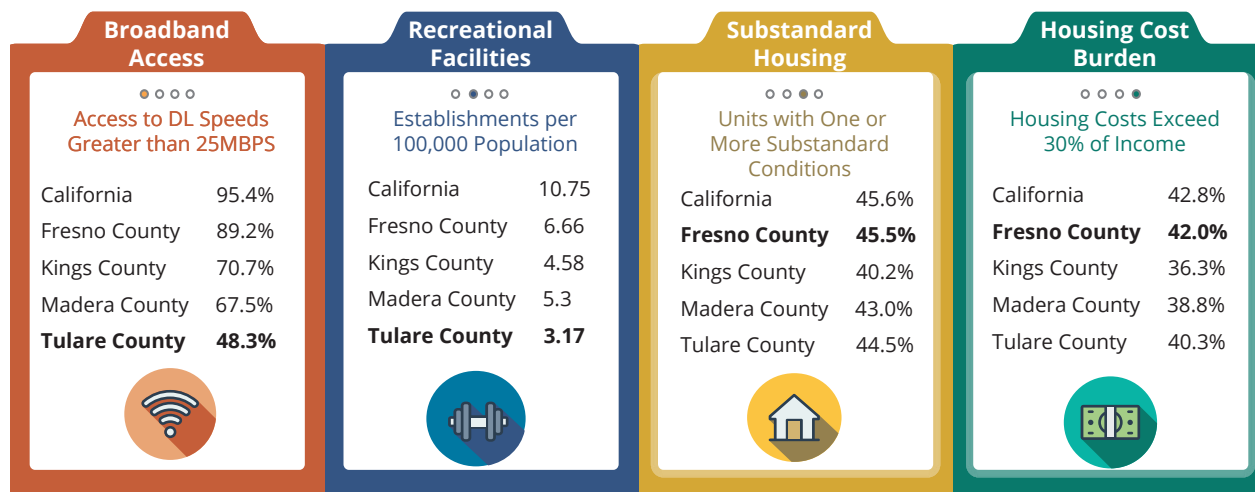 Broadband
Access
Access to DL Speeds
Greater than 25MBPS
California 95.4%
Fresno County 89.2%
Kings County 70.7%
Madera County 67.5%
Tulare County 48.3%
Recreational
Facilities
Establishments per
100,000 Population
California 10.75
Fresno County 6.66
Kings County 4.58
Madera County 5.3
Tulare County 3.17
Substandard
Housing
Units with One or
More Substandard
Conditions
California 45.6%
Fresno County 45.5%
Kings County 40.2%
Madera County 43.0%
Tulare County 44.5%
Housing Cost
Burden
Housing Costs Exceed
30% of Income
California 42.8%
Fresno County 42.0%
Kings County 36.3%
Madera County 38.8%
Tulare County 40.3%